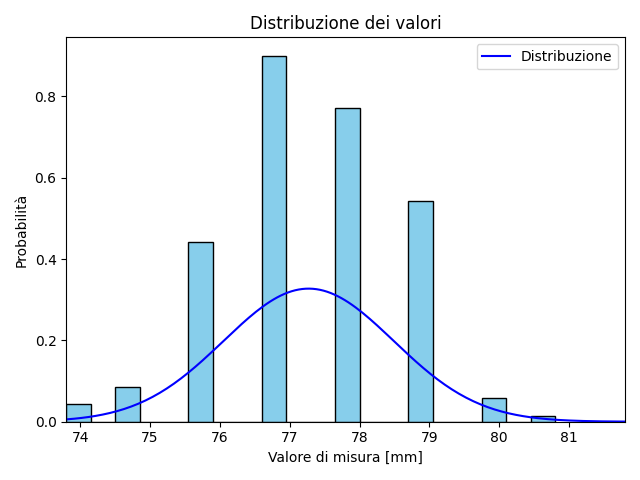 Distribuzione dei valori
Distribuzione
Probabilità
0.8
0.6
0.4
0.2
0.0
74 75 76 77 78 79 80 81
Valore di misura [mm]